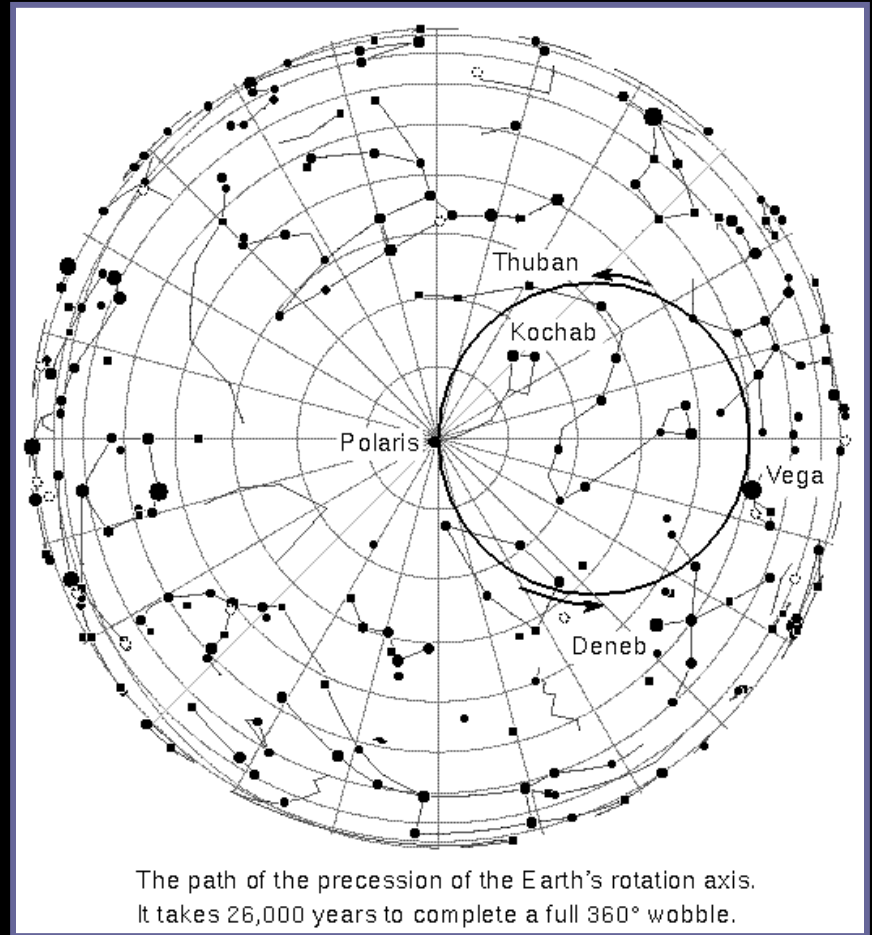 Thuban
Kochab
Polaris
Vega
Deneb
The path of the precession of the Earth's rotation axis.
It takes 26,000 years to complete a full 360° wobble.